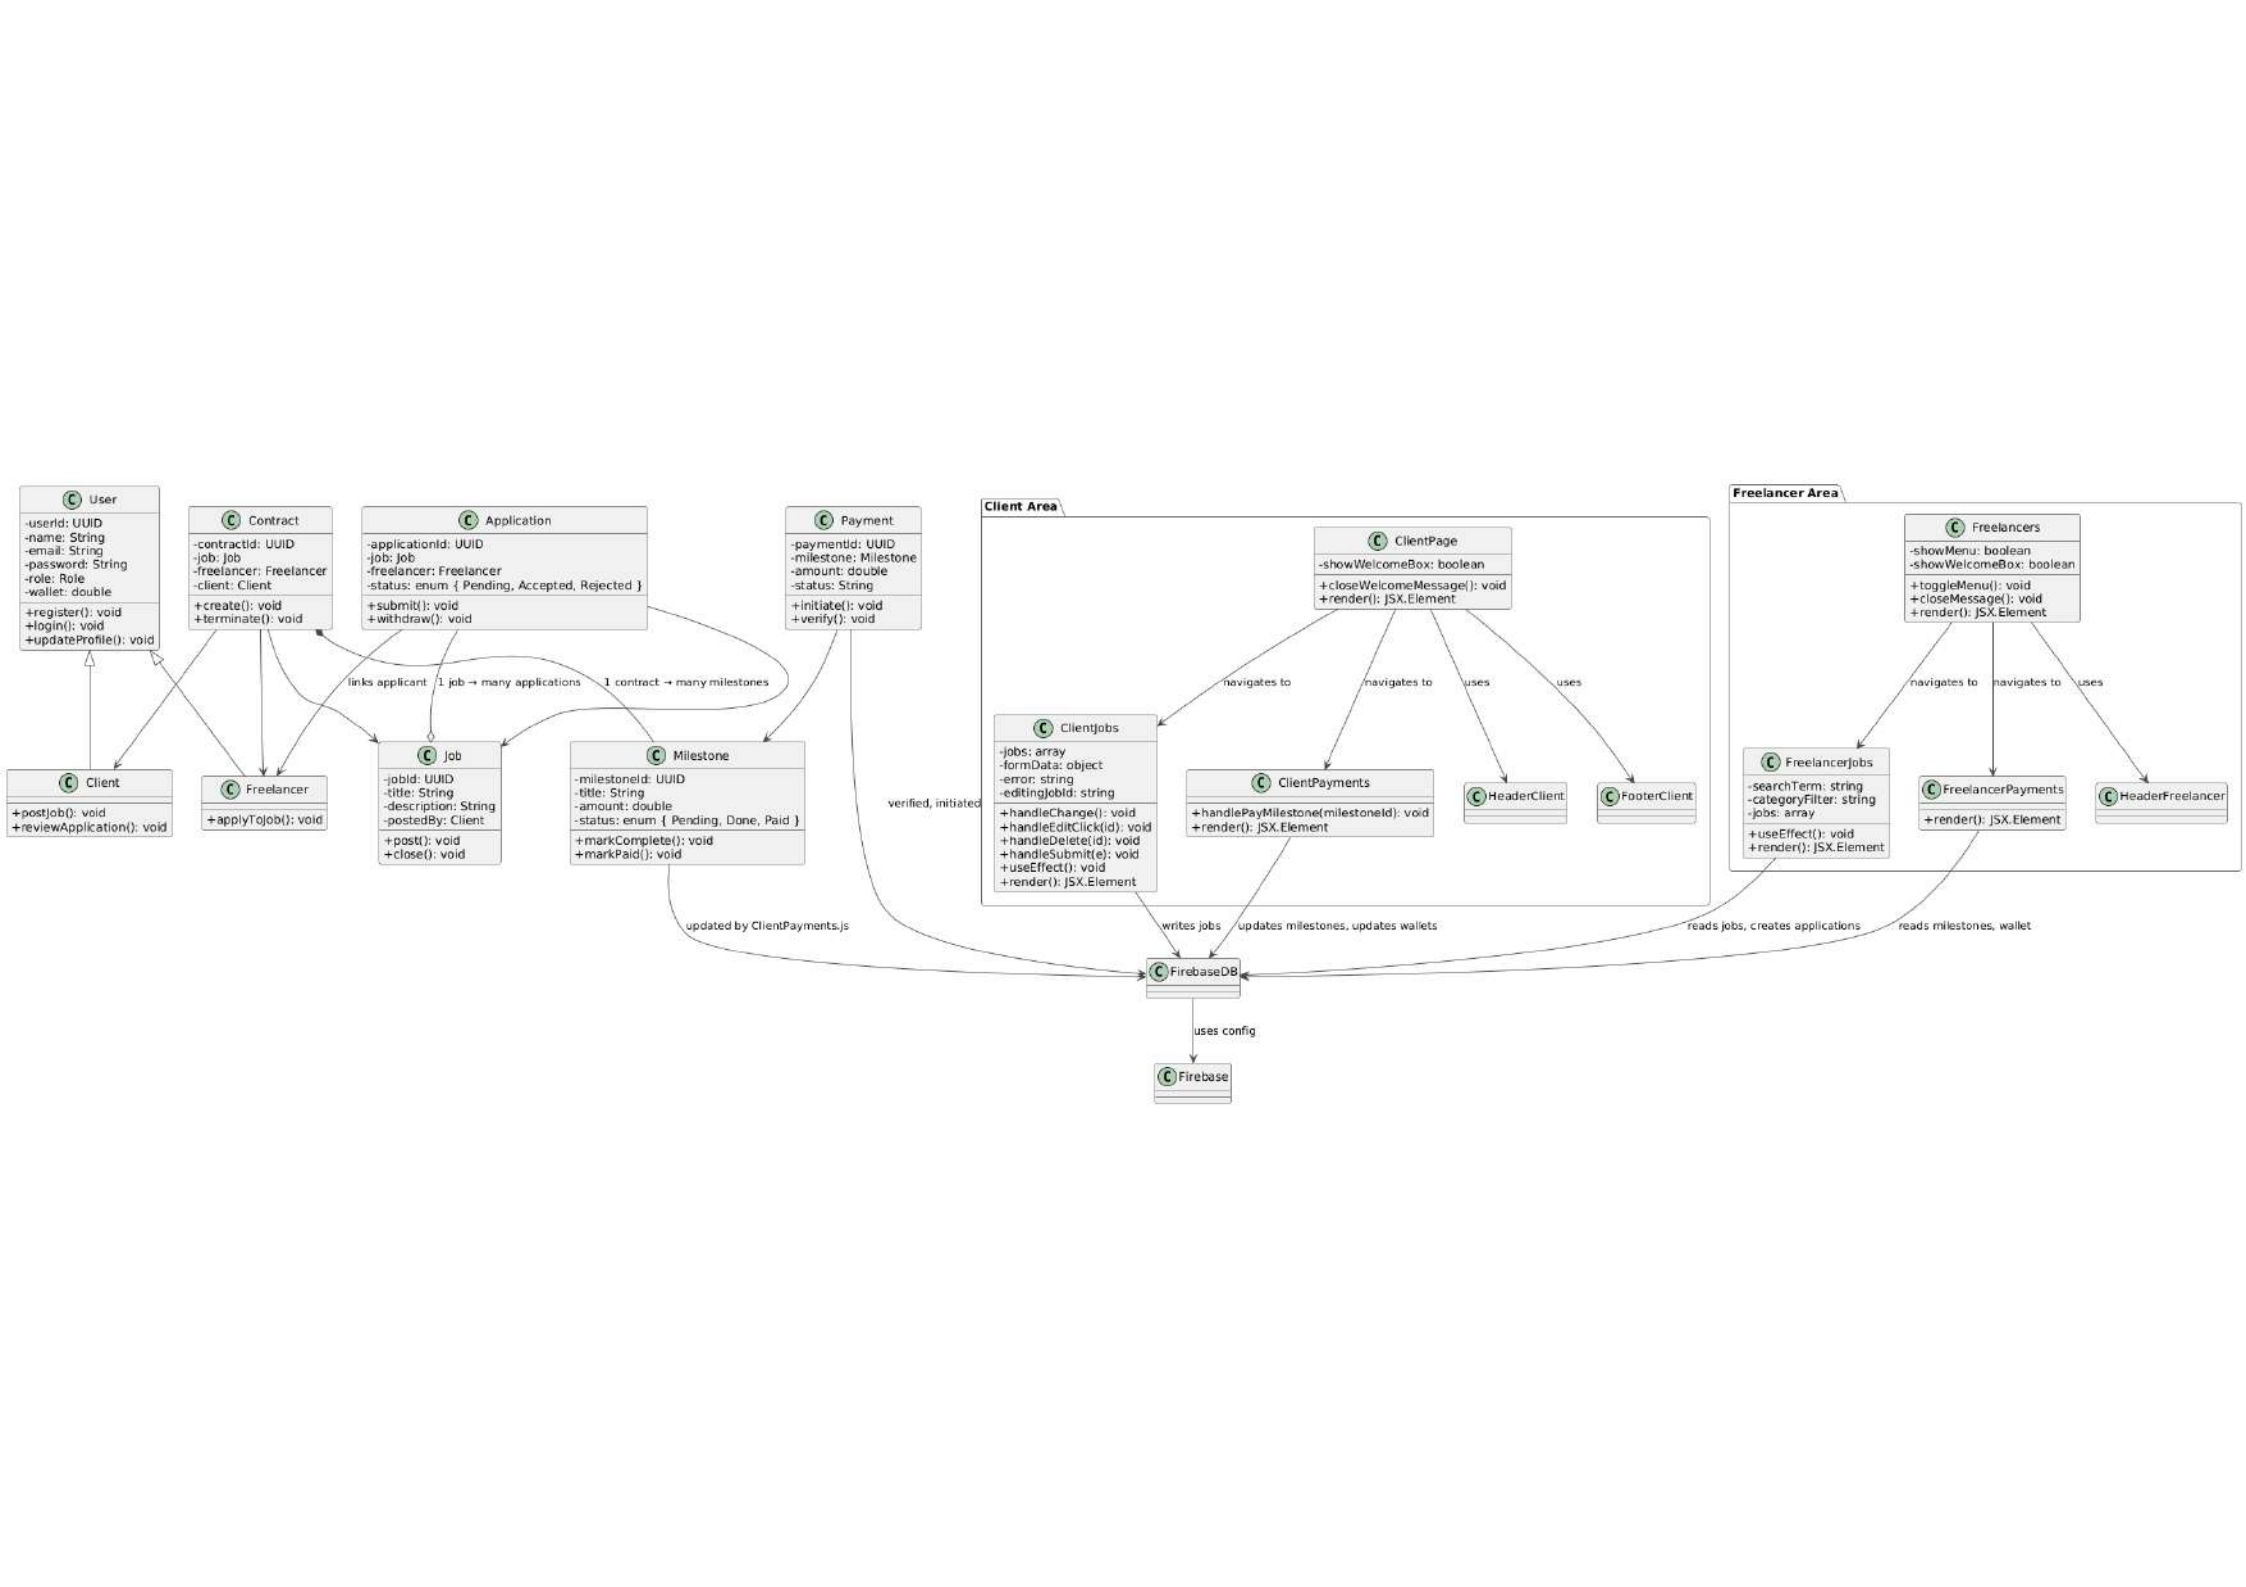 C User
-userId: UUID
-name: String
-email: String
-password: String
-role: Role
-wallet: double
+register(): void
+login(): void
+updateProfile(): void
C Contract
-contractId: UUID
-job: Job
-freelancer: Freelancer
-client: Client
+create(): void
+terminate(): void
C Application
-applicationId: UUID
-job: Job
-freelancer: Freelancer
-status: enum { Pending, Accepted, Rejected }
+submit(): void
+withdraw(): void
C Payment
-paymentId: UUID
-milestone: Milestone
-amount: double
-status: String
+initiate(): void
+verify(): void
links applicant
1 job → many applications
1 contract → many milestones
C Client
+postJob(): void
+reviewApplication(): void
C Freelancer
+applyToJob(): void
C Job
-jobId: UUID
-title: String
-description: String
-postedBy: Client
+post(): void
+close(): void
C Milestone
-milestoneId: UUID
-title: String
-amount: double
-status: enum { Pending, Done, Paid }
+markComplete(): void
+markPaid(): void
verified, initiated
updated by ClientPayments.js
Client Area
C ClientPage
-showWelcomeBox: boolean
+closeWelcomeMessage(): void
+render(): JSX.Element
navigates to
navigates to
uses
uses
C ClientJobs
-jobs: array
-formData: object
-error: string
-editingJobId: string
+handleChange(): void
+handleEditClick(id): void
+handleDelete(id): void
+handleSubmit(e): void
+useEffect(): void
+render(): JSX.Element
C ClientPayments
+handlePayMilestone(milestoneId): void
+render(): JSX.Element
C HeaderClient
C FooterClient
writes jobs
updates milestones, updates wallets
Freelancer Area
C Freelancers
-showMenu: boolean
-showWelcomeBox: boolean
+toggleMenu(): void
+closeMessage(): void
+render(): JSX.Element
navigates to
navigates to
uses
C FreelancerJobs
-searchTerm: string
-categoryFilter: string
-jobs: array
+useEffect(): void
+render(): JSX.Element
C FreelancerPayments
+render(): JSX.Element
C HeaderFreelancer
reads jobs, creates applications
reads milestones, wallet
C FirebaseDB
uses config
C Firebase